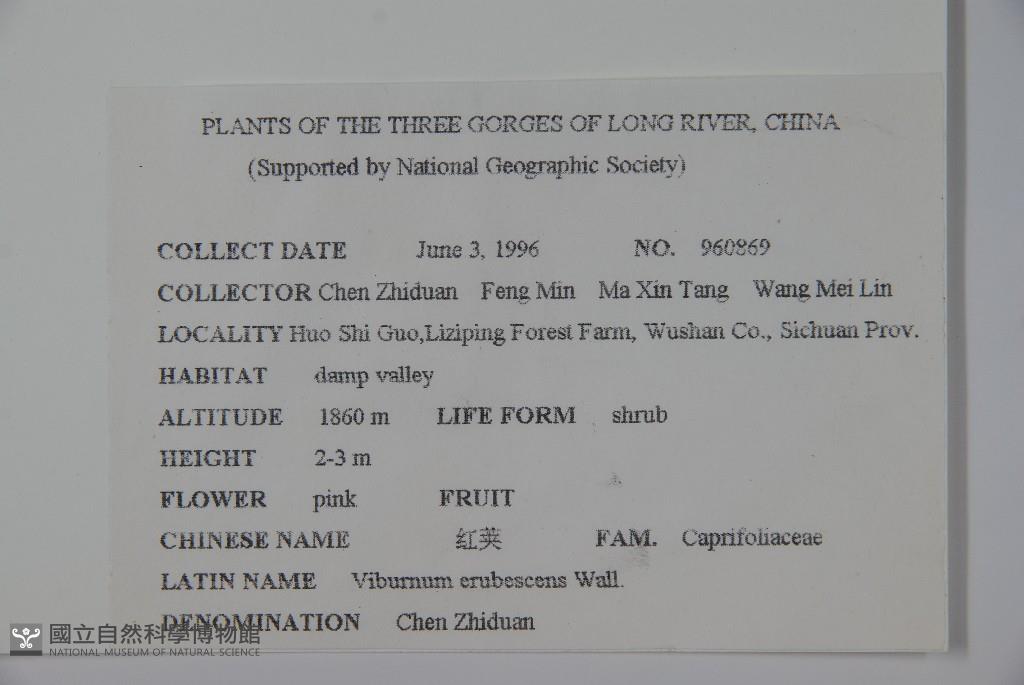 PLANTS OF THE THREE GORGES OF LONG RIVER, CHINA
(Supported by National Geographic Society)
COLLECT DATE June 3, 1996 NO. 960869
COLLECTOR Chen Zhiduan Feng Min Ma Xin Tang Wang Mei Lin
LOCALITY Huo Shi Guo,Liziping Forest Farm, Wushan Co., Sichuan Prov.
HABITAT damp valley
ALTITUDE 1860 m LIFE FORM shrub
HEIGHT 2-3 m
FLOWER pink FRUIT
CHINESE NAME 红荚 FAM. Caprifoliaceae
LATIN NAME Viburnum erubescens Wall.
DENOMINATION Chen Zhiduan
國立自然科學博物館
NATIONAL MUSEUM OF NATURAL SCIENCE